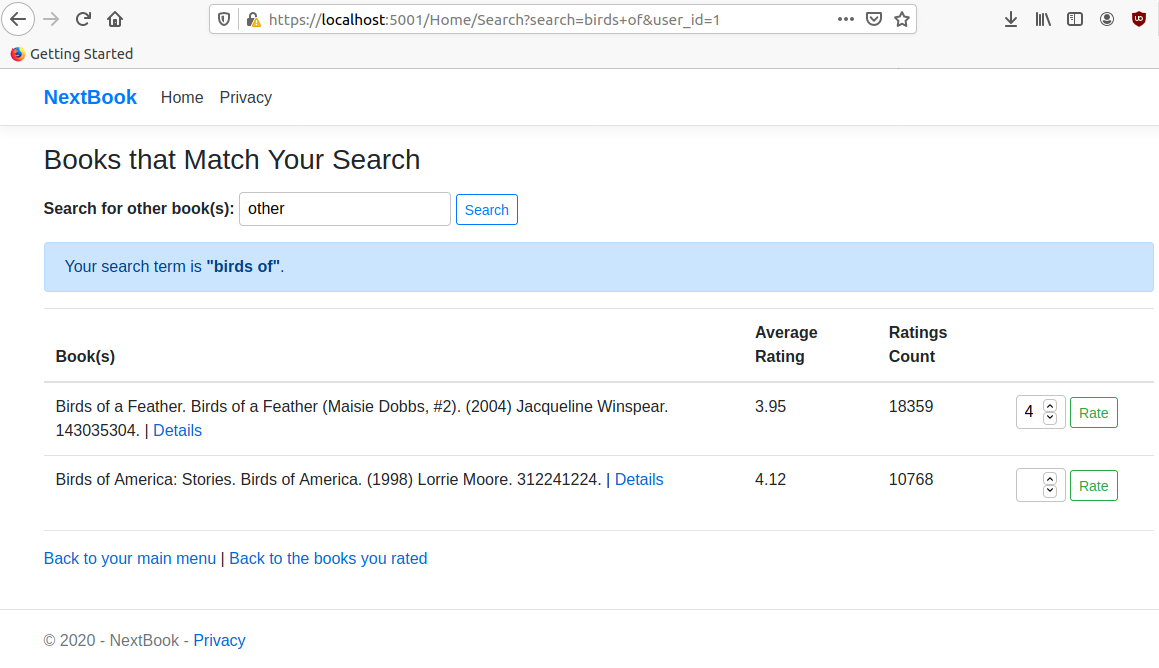 https://localhost:5001/Home/Search?search=birds+of&user_id=1
Getting Started
NextBook Home Privacy
Books that Match Your Search
Search for other book(s): other Search
Your search term is "birds of".
Book(s) Average Rating Ratings Count
Birds of a Feather. Birds of a Feather (Maisie Dobbs, #2). (2004) Jacqueline Winspear. 3.95 18359 4 Rate
143035304. | Details
Birds of America: Stories. Birds of America. (1998) Lorrie Moore. 312241224. | Details 4.12 10768 Rate
Back to your main menu | Back to the books you rated
© 2020 - NextBook - Privacy